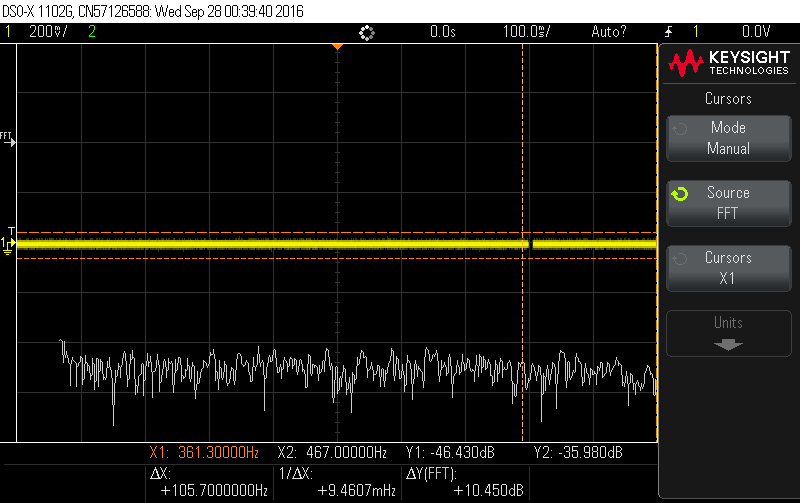 DSO-X 1102G, CN57126588: Wed Sep 28 00:39:40 2016
1 200▽/ 2 0.0s 100.0▽/ Auto? 1 0.0V
KEYSIGHT
TECHNOLOGIES
Cursors
Mode
Manual
FFT
Source
FFT
T
1
Cursors
X1
Units
X1: 361.30000Hz X2: 467.00000Hz Y1: -46.430dB Y2: -35.980dB
ΔX: 1/ΔX: ΔY(FFT):
+105.7000000Hz +9.4607mHz +10.450dB